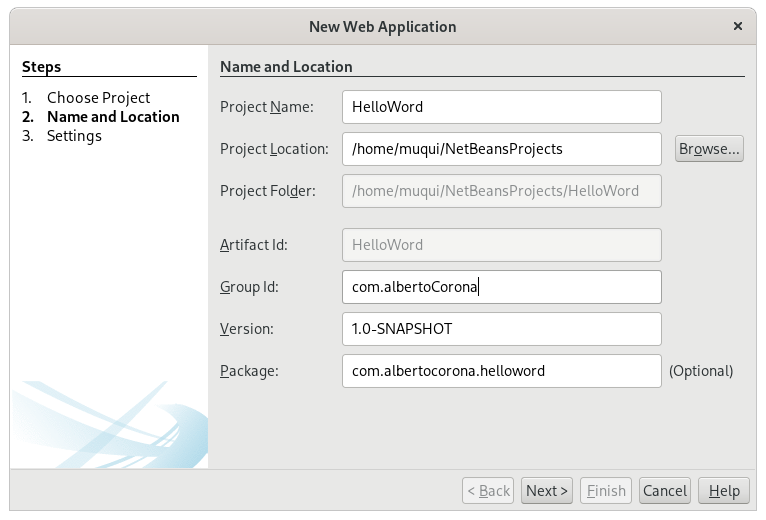 New Web Application
×
Steps
1. Choose Project
2. Name and Location
3. Settings
Name and Location
Project Name: HelloWord
Project Location: /home/muqui/NetBeansProjects Browse...
Project Folder: /home/muqui/NetBeansProjects/HelloWord
Artifact Id: HelloWord
Group Id: com.albertoCorona
Version: 1.0-SNAPSHOT
Package: com.albertocorona.helloword (Optional)
< Back Next > Finish Cancel Help